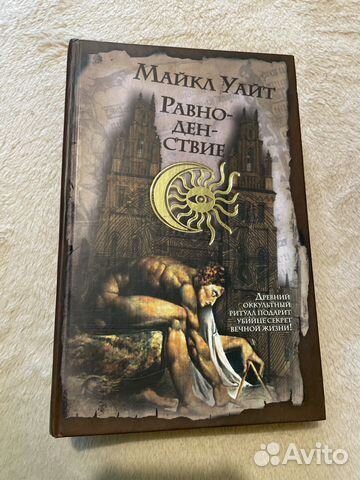 Майкл Уайт
Равно-
ден-
ствие
Древний
оккультный
ритуал подарит
убийце секрет
вечной жизни!
Avito